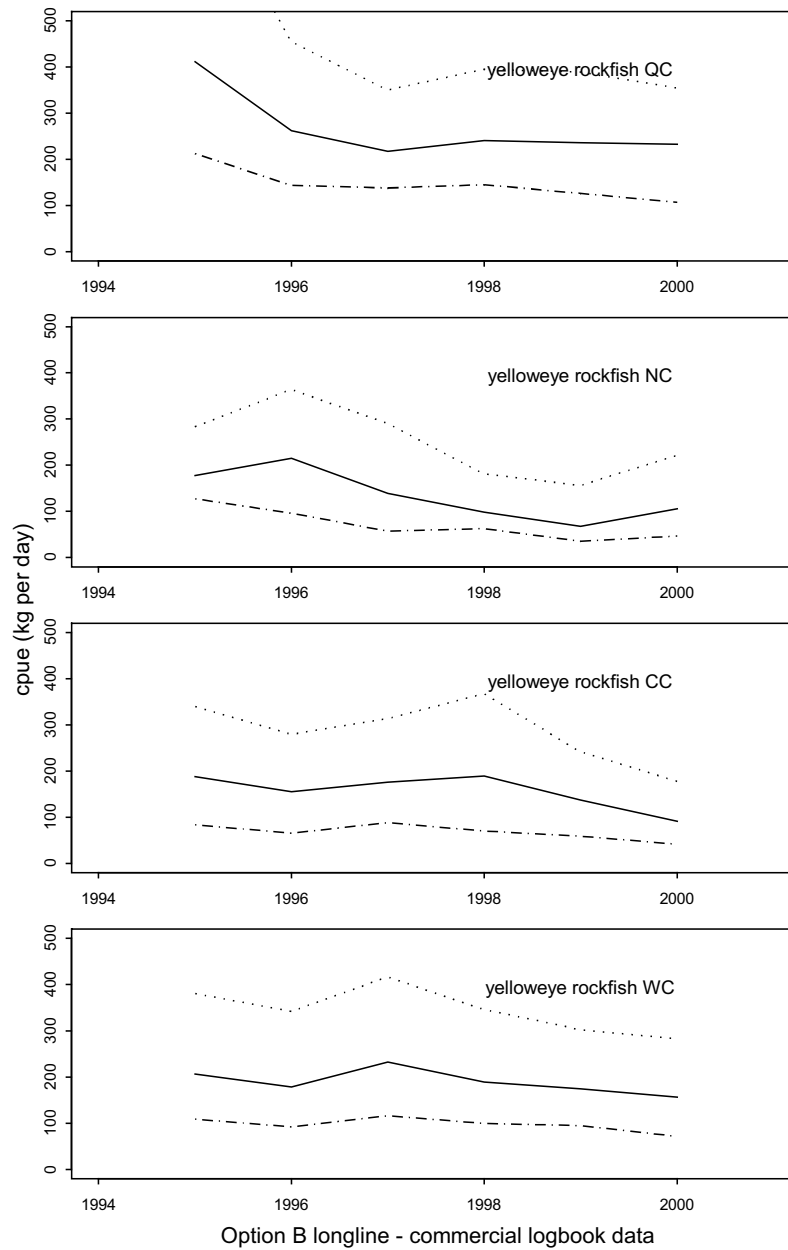 500
400
300
200
100
0
yelloweye rockfish QC
1994 1996 1998 2000
500
400
300
200
100
0
yelloweye rockfish NC
1994 1996 1998 2000
cpue (kg per day)
500
400
300
200
100
0
yelloweye rockfish CC
1994 1996 1998 2000
500
400
300
200
100
0
yelloweye rockfish WC
1994 1996 1998 2000
Option B longline - commercial logbook data